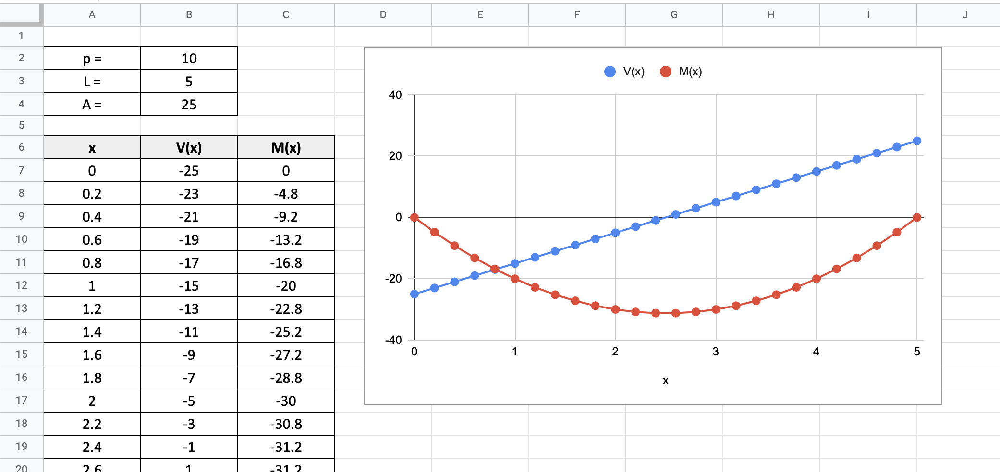 A B C D E F G H I J
1
2 p = 10
3 L = 5
4 A = 25
5
6 x V(x) M(x)
7 0 -25 0
8 0.2 -23 -4.8
9 0.4 -21 -9.2
10 0.6 -19 -13.2
11 0.8 -17 -16.8
12 1 -15 -20
13 1.2 -13 -22.8
14 1.4 -11 -25.2
15 1.6 -9 -27.2
16 1.8 -7 -28.8
17 2 -5 -30
18 2.2 -3 -30.8
19 2.4 -1 -31.2
20 2.6 1 -31.2
V(x) M(x)
40
20
0
-20
-40
0 1 2 3 4 5
x